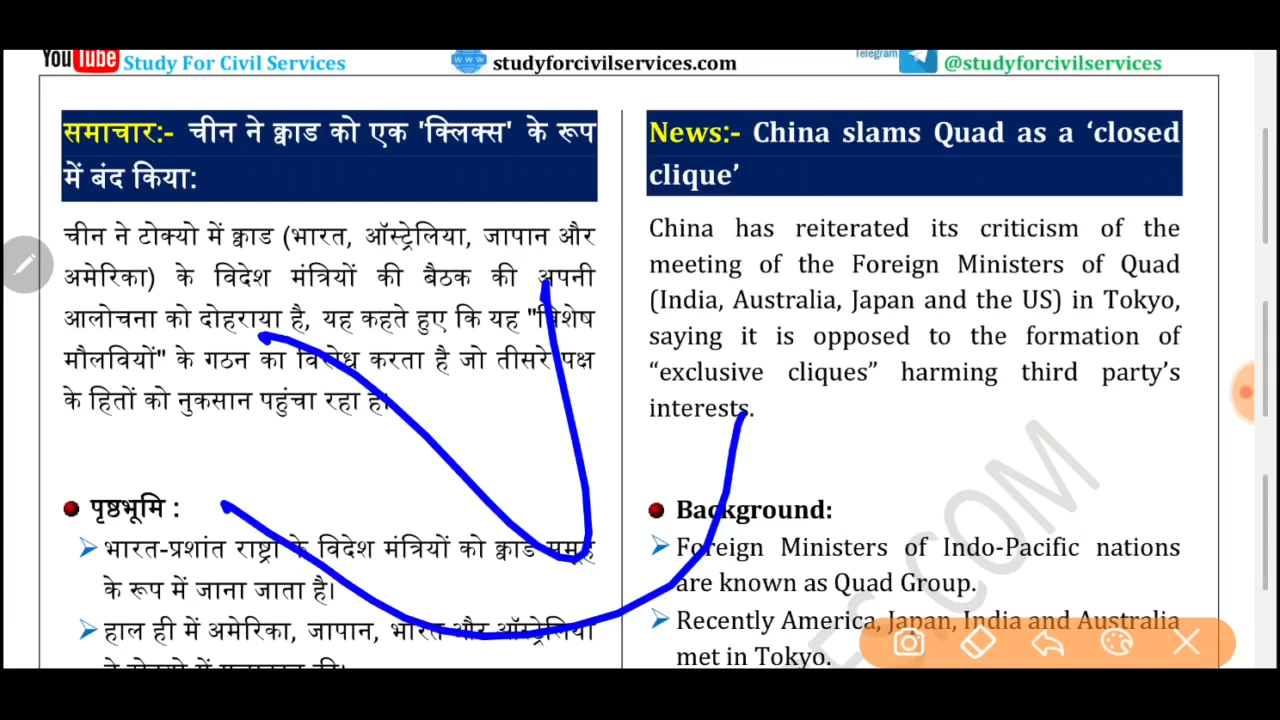 YouTube Study For Civil Services
www studyforcivilservices.com
Telegram @studyforcivilservices
समाचार:- चीन ने क्वाड को एक 'क्लिक्स' के रूप
में बंद किया:
चीन ने टोक्यो में क्वाड (भारत, ऑस्ट्रेलिया, जापान और
अमेरिका) के विदेश मंत्रियों की बैठक की अपनी
आलोचना को दोहराया है, यह कहते हुए कि यह "विशेष
मौलवियों" के गठन का विरोध करता है जो तीसरे पक्ष
के हितों को नुकसान पहुंचा रहा है।
पृष्ठभूमि :
भारत-प्रशांत राष्ट्रों के विदेश मंत्रियों को क्वाड समूह
के रूप में जाना जाता है।
हाल ही में अमेरिका, जापान, भारत और ऑस्ट्रेलिया
News:- China slams Quad as a ‘closed
clique’
China has reiterated its criticism of the
meeting of the Foreign Ministers of Quad
(India, Australia, Japan and the US) in Tokyo,
saying it is opposed to the formation of
“exclusive cliques” harming third party’s
interests.
Background:
Foreign Ministers of Indo-Pacific nations
are known as Quad Group.
Recently America, Japan, India and Australia
met in Tokyo.